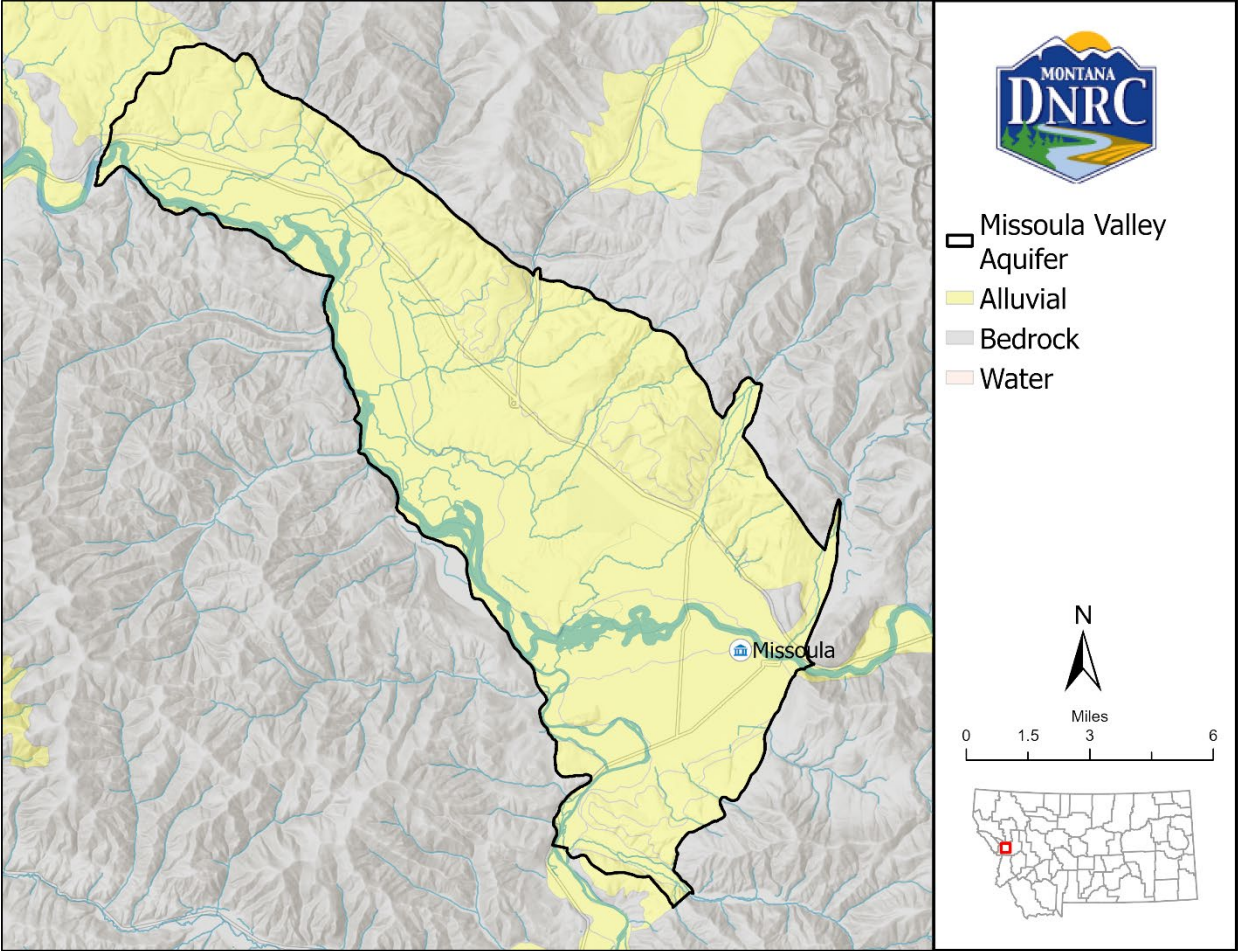 Missoula
MONTANA
DNRC
Missoula Valley
Aquifer
Alluvial
Bedrock
Water
N
Miles
0 1.5 3 6